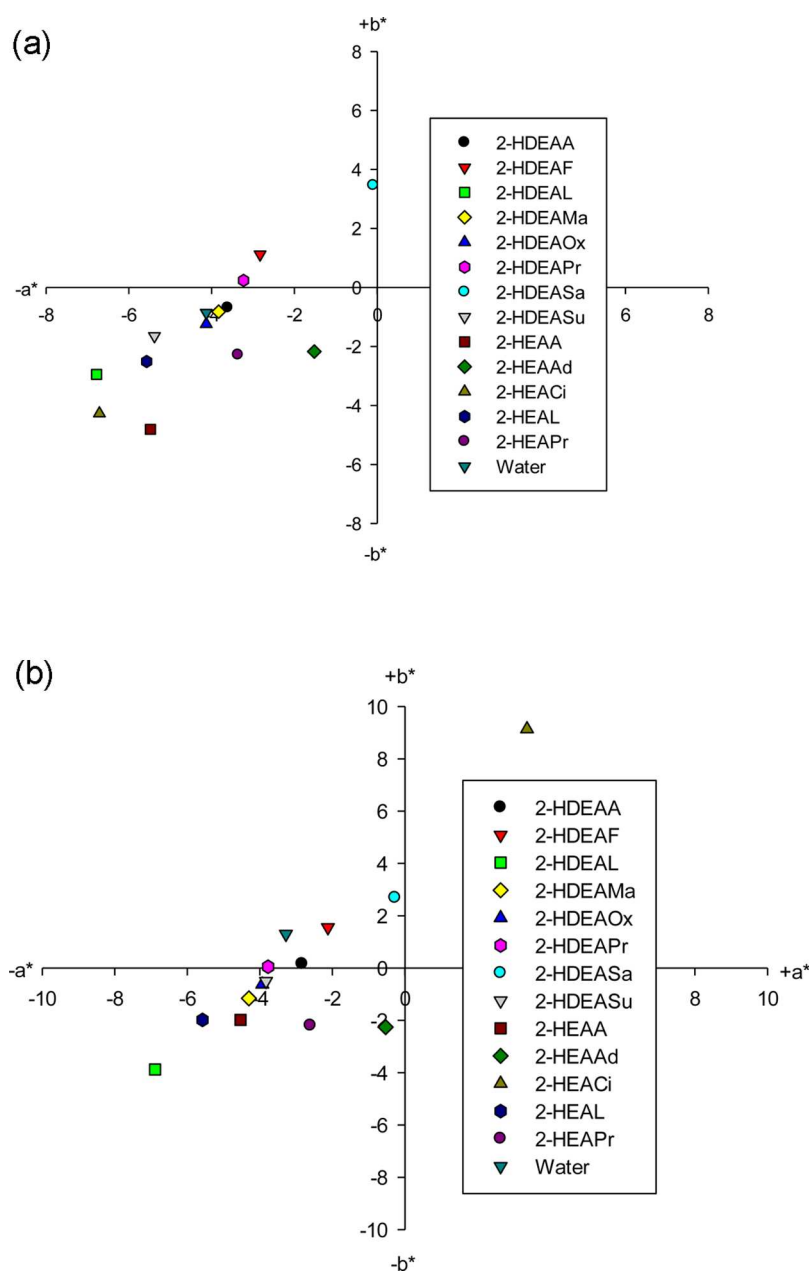 (a)
+b*
8
6
4
2
0
-a*
-8
-6
-4
-2
0
6
8
-2
-4
-6
-8
-b*
2-HDEAA
2-HDEAF
2-HDEAL
2-HDEAMa
2-HDEAOx
2-HDEAPr
2-HDEASa
2-HDEASu
2-HEAA
2-HEAAd
2-HEACi
2-HEAL
2-HEAPr
Water
(b)
+b*
10
8
6
4
2
0
-a*
+a*
-10
-8
-6
-4
-2
0
8
10
-2
-4
-6
-8
-10
-b*
2-HDEAA
2-HDEAF
2-HDEAL
2-HDEAMa
2-HDEAOx
2-HDEAPr
2-HDEASa
2-HDEASu
2-HEAA
2-HEAAd
2-HEACi
2-HEAL
2-HEAPr
Water